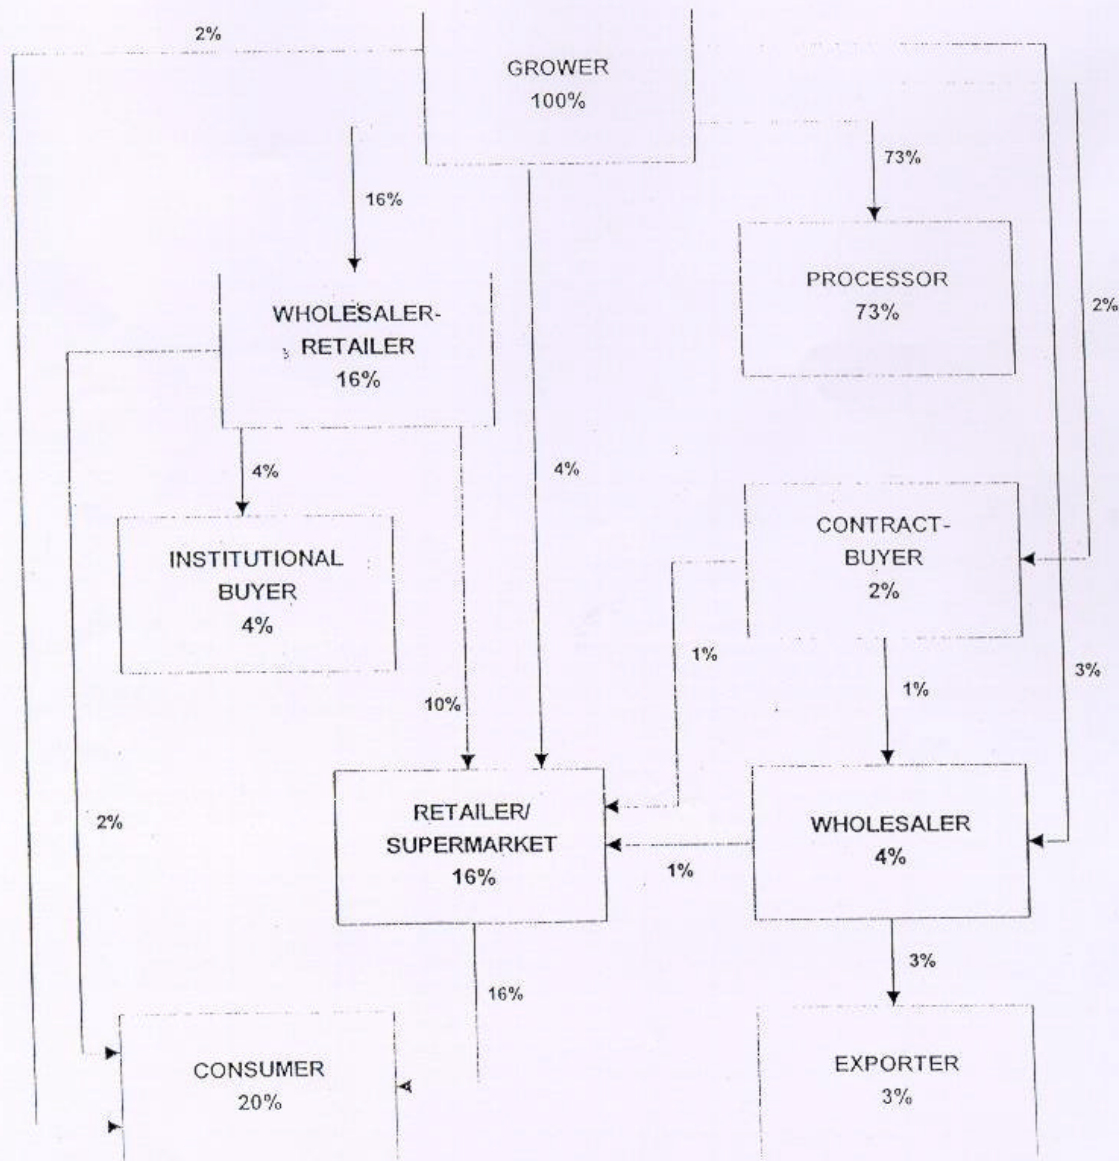 2%
GROWER
100%
73%
16%
PROCESSOR
73%
2%
WHOLESALER-
RETAILER
16%
4%
4%
CONTRACT-
BUYER
2%
INSTITUTIONAL
BUYER
4%
1%
3%
1%
10%
RETAILER/
SUPERMARKET
16%
WHOLESALER
4%
2%
1%
3%
16%
CONSUMER
20%
EXPORTER
3%